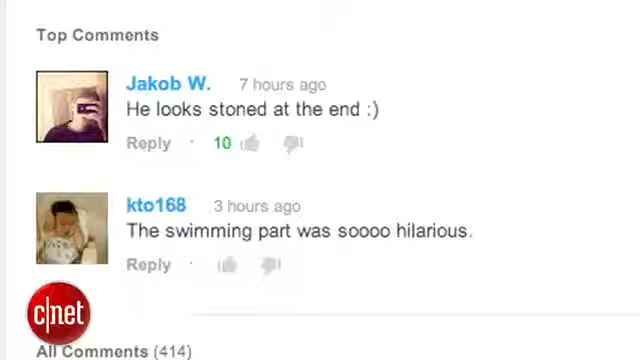 Top Comments
Jakob W. 7 hours ago
He looks stoned at the end :)
Reply · 10
kto168 3 hours ago
The swimming part was soooo hilarious.
Reply ·
c|net
All Comments (414)